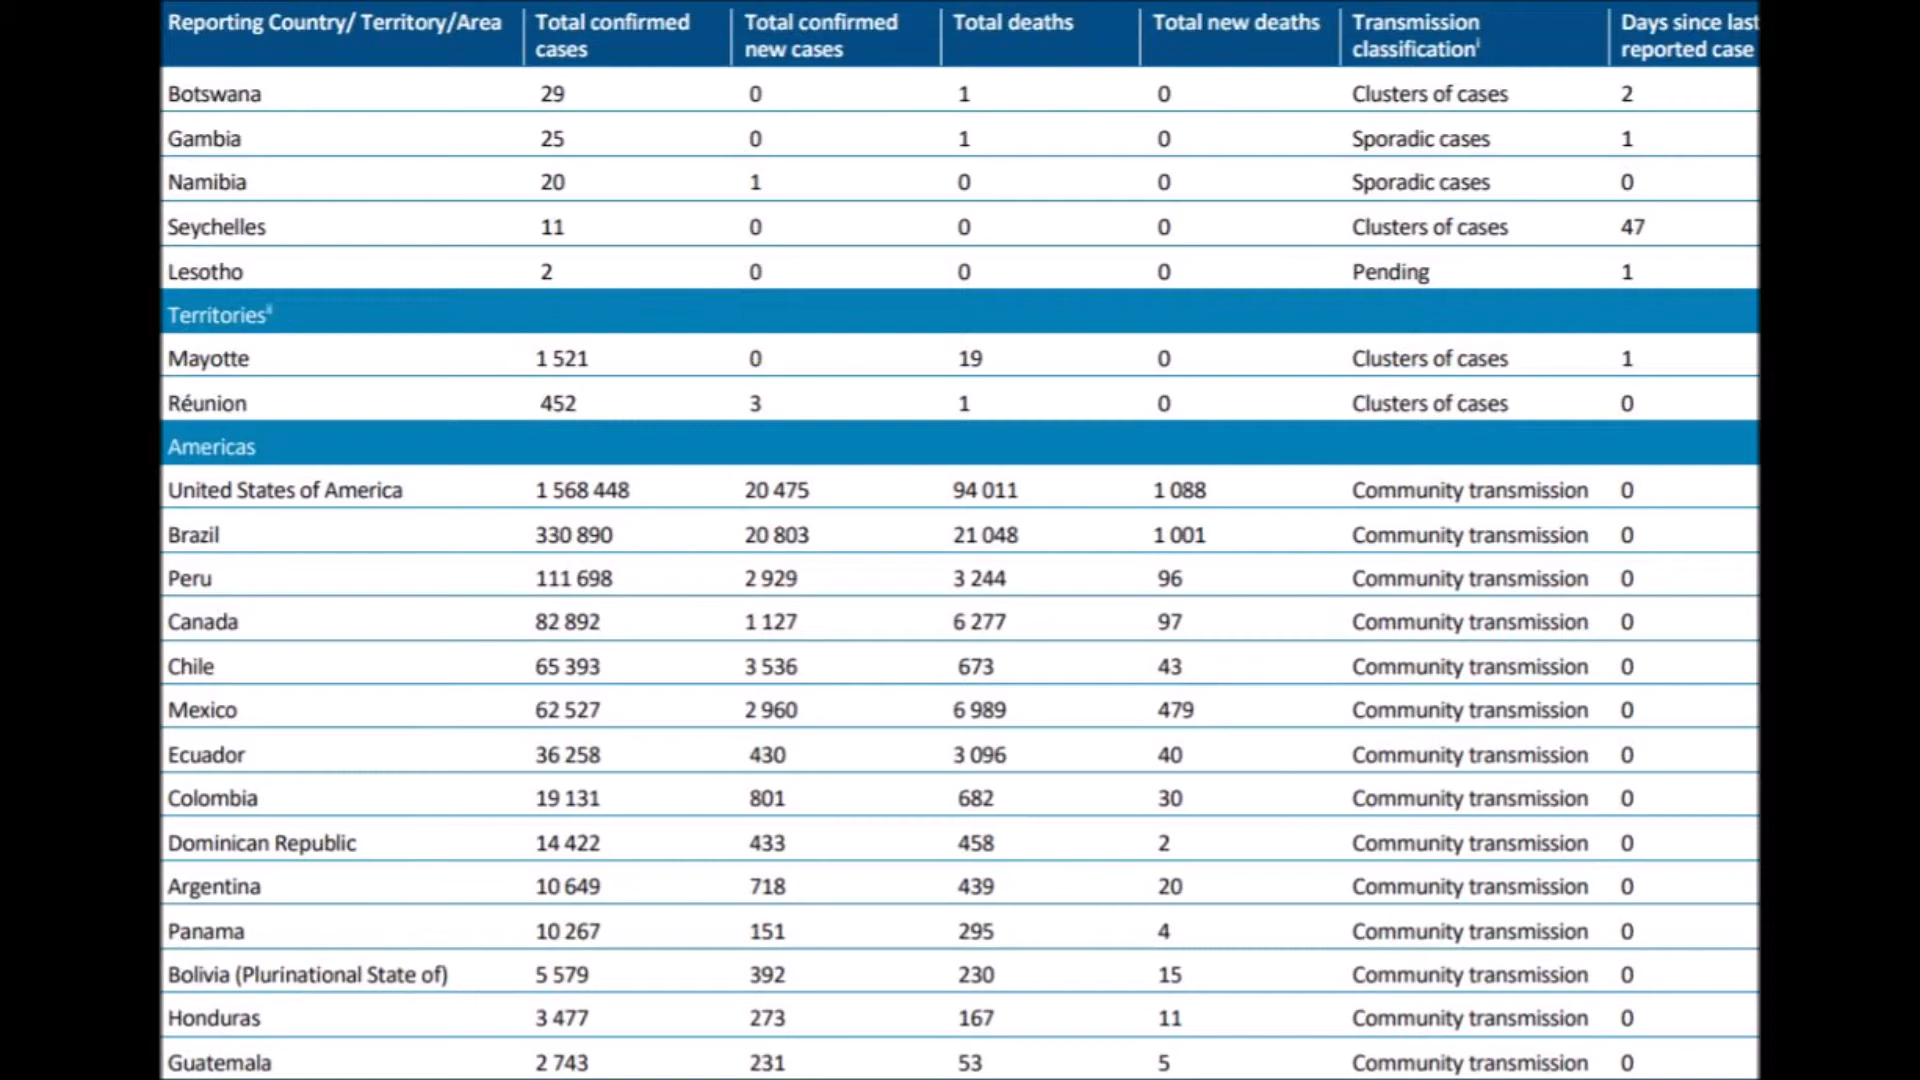 Reporting Country/ Territory/Area Total confirmed cases Total confirmed new cases Total deaths Total new deaths Transmission classificationⁱ Days since last reported case
Botswana 29 0 1 0 Clusters of cases 2
Gambia 25 0 1 0 Sporadic cases 1
Namibia 20 1 0 0 Sporadic cases 0
Seychelles 11 0 0 0 Clusters of cases 47
Lesotho 2 0 0 0 Pending 1
Territoriesⁱⁱ
Mayotte 1 521 0 19 0 Clusters of cases 1
Réunion 452 3 1 0 Clusters of cases 0
Americas
United States of America 1 568 448 20 475 94 011 1 088 Community transmission 0
Brazil 330 890 20 803 21 048 1 001 Community transmission 0
Peru 111 698 2 929 3 244 96 Community transmission 0
Canada 82 892 1 127 6 277 97 Community transmission 0
Chile 65 393 3 536 673 43 Community transmission 0
Mexico 62 527 2 960 6 989 479 Community transmission 0
Ecuador 36 258 430 3 096 40 Community transmission 0
Colombia 19 131 801 682 30 Community transmission 0
Dominican Republic 14 422 433 458 2 Community transmission 0
Argentina 10 649 718 439 20 Community transmission 0
Panama 10 267 151 295 4 Community transmission 0
Bolivia (Plurinational State of) 5 579 392 230 15 Community transmission 0
Honduras 3 477 273 167 11 Community transmission 0
Guatemala 2 743 231 53 5 Community transmission 0